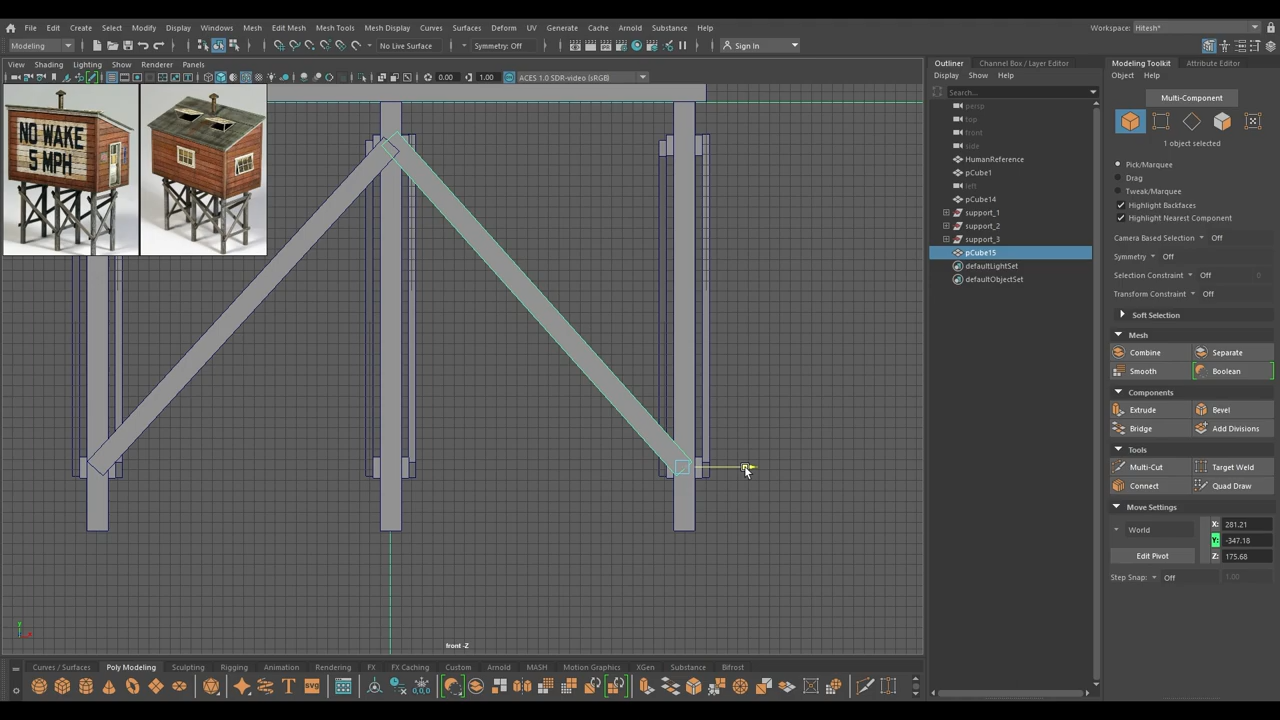 File Edit Create Select Modify Display Windows Mesh Edit Mesh Mesh Tools Mesh Display Curves Surfaces Deform UV Generate Cache Arnold Substance Help
Workspace: Hitesh*
Modeling No Live Surface Symmetry: Off Sign In
View Shading Lighting Show Renderer Panels
0.00 1.00 ACES 1.0 SDR-video (sRGB)
NO WAKE
5 MPH
front -Z
Outliner Channel Box / Layer Editor
Display Show Help
Search...
persp
top
front
side
HumanReference
pCube1
left
pCube14
support_1
support_2
support_3
pCube15
defaultLightSet
defaultObjectSet
Modeling Toolkit Attribute Editor
Object Help
Multi-Component
1 object selected
Pick/Marquee
Drag
Tweak/Marquee
Highlight Backfaces
Highlight Nearest Component
Camera Based Selection Off
Symmetry Off
Selection Constraint Off
Transform Constraint Off
Soft Selection
Mesh
Combine Separate
Smooth Boolean
Components
Extrude Bevel
Bridge Add Divisions
Tools
Multi-Cut Target Weld
Connect Quad Draw
Move Settings
World
X: 281.21
Y: -347.18
Z: 175.68
Edit Pivot
Step Snap: Off 1.00
Curves / Surfaces Poly Modeling Sculpting Rigging Animation Rendering FX FX Caching Custom Arnold MASH Motion Graphics XGen Substance Bifrost